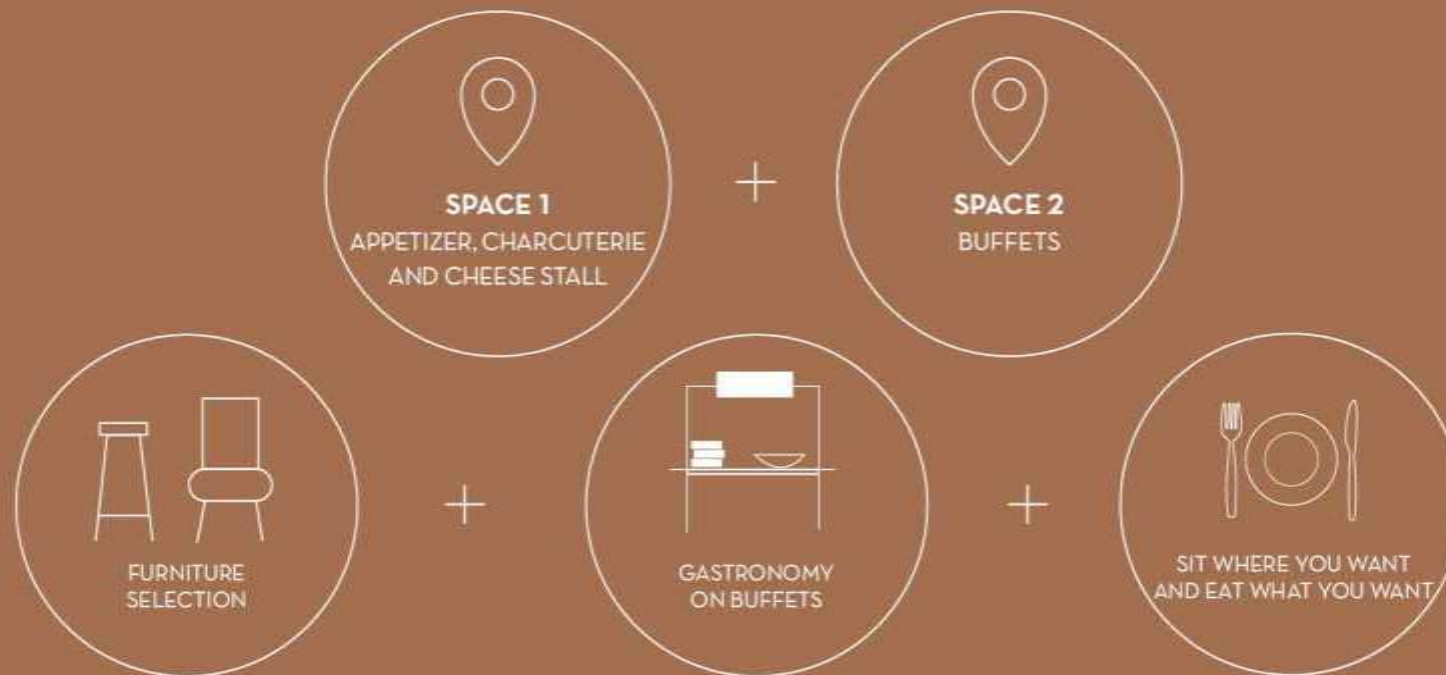 SPACE 1
APPETIZER, CHARCUTERIE
AND CHEESE STALL
SPACE 2
BUFFETS
FURNITURE
SELECTION
GASTRONOMY
ON BUFFETS
SIT WHERE YOU WANT
AND EAT WHAT YOU WANT